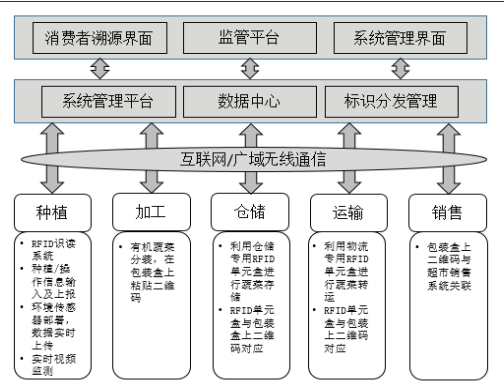 消费者溯源界面
监管平台
系统管理界面
系统管理平台
数据中心
标识分发管理
互联网/广域无线通信
种植
加工
仓储
运输
销售
• RFID识读
系统
• 种植/操
作信息输
入及上报
• 环境传感
器部署，
数据实时
上传
• 实时视频
监测
• 有机蔬菜
分装，在
包装盒上
粘贴二维
码
• 利用仓储
专用RFID
单元盒进
行蔬菜存
储
• RFID单元
盒与包装
盒上二维
码对应
• 利用物流
专用RFID
单元盒进
行蔬菜转
运
• RFID单元
盒与包装
盒上二维
码对应
• 包装盒上
二维码与
超市销售
系统关联